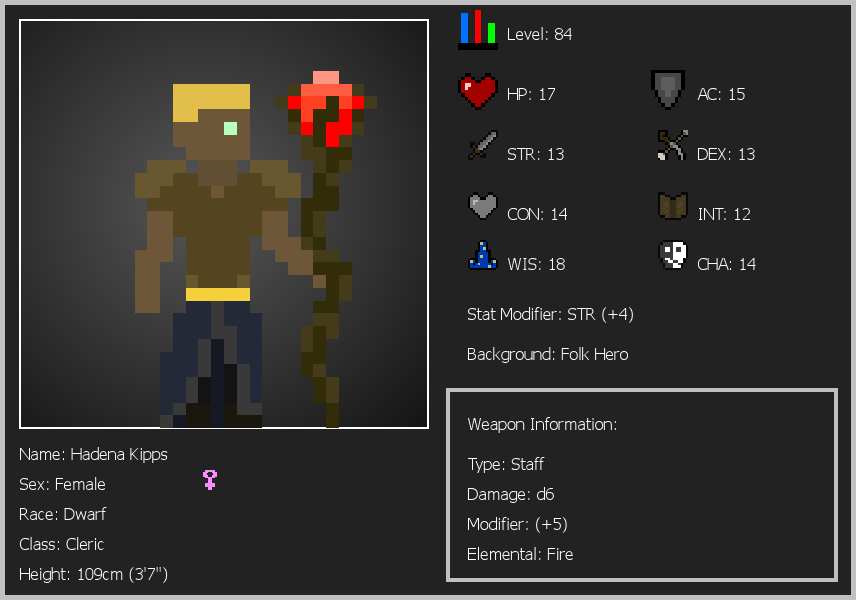 Level: 84
HP: 17
AC: 15
STR: 13
DEX: 13
CON: 14
INT: 12
WIS: 18
CHA: 14
Stat Modifier: STR (+4)
Background: Folk Hero
Weapon Information:
Type: Staff
Damage: d6
Modifier: (+5)
Elemental: Fire
Name: Hadena Kipps
Sex: Female
Race: Dwarf
Class: Cleric
Height: 109cm (3'7")